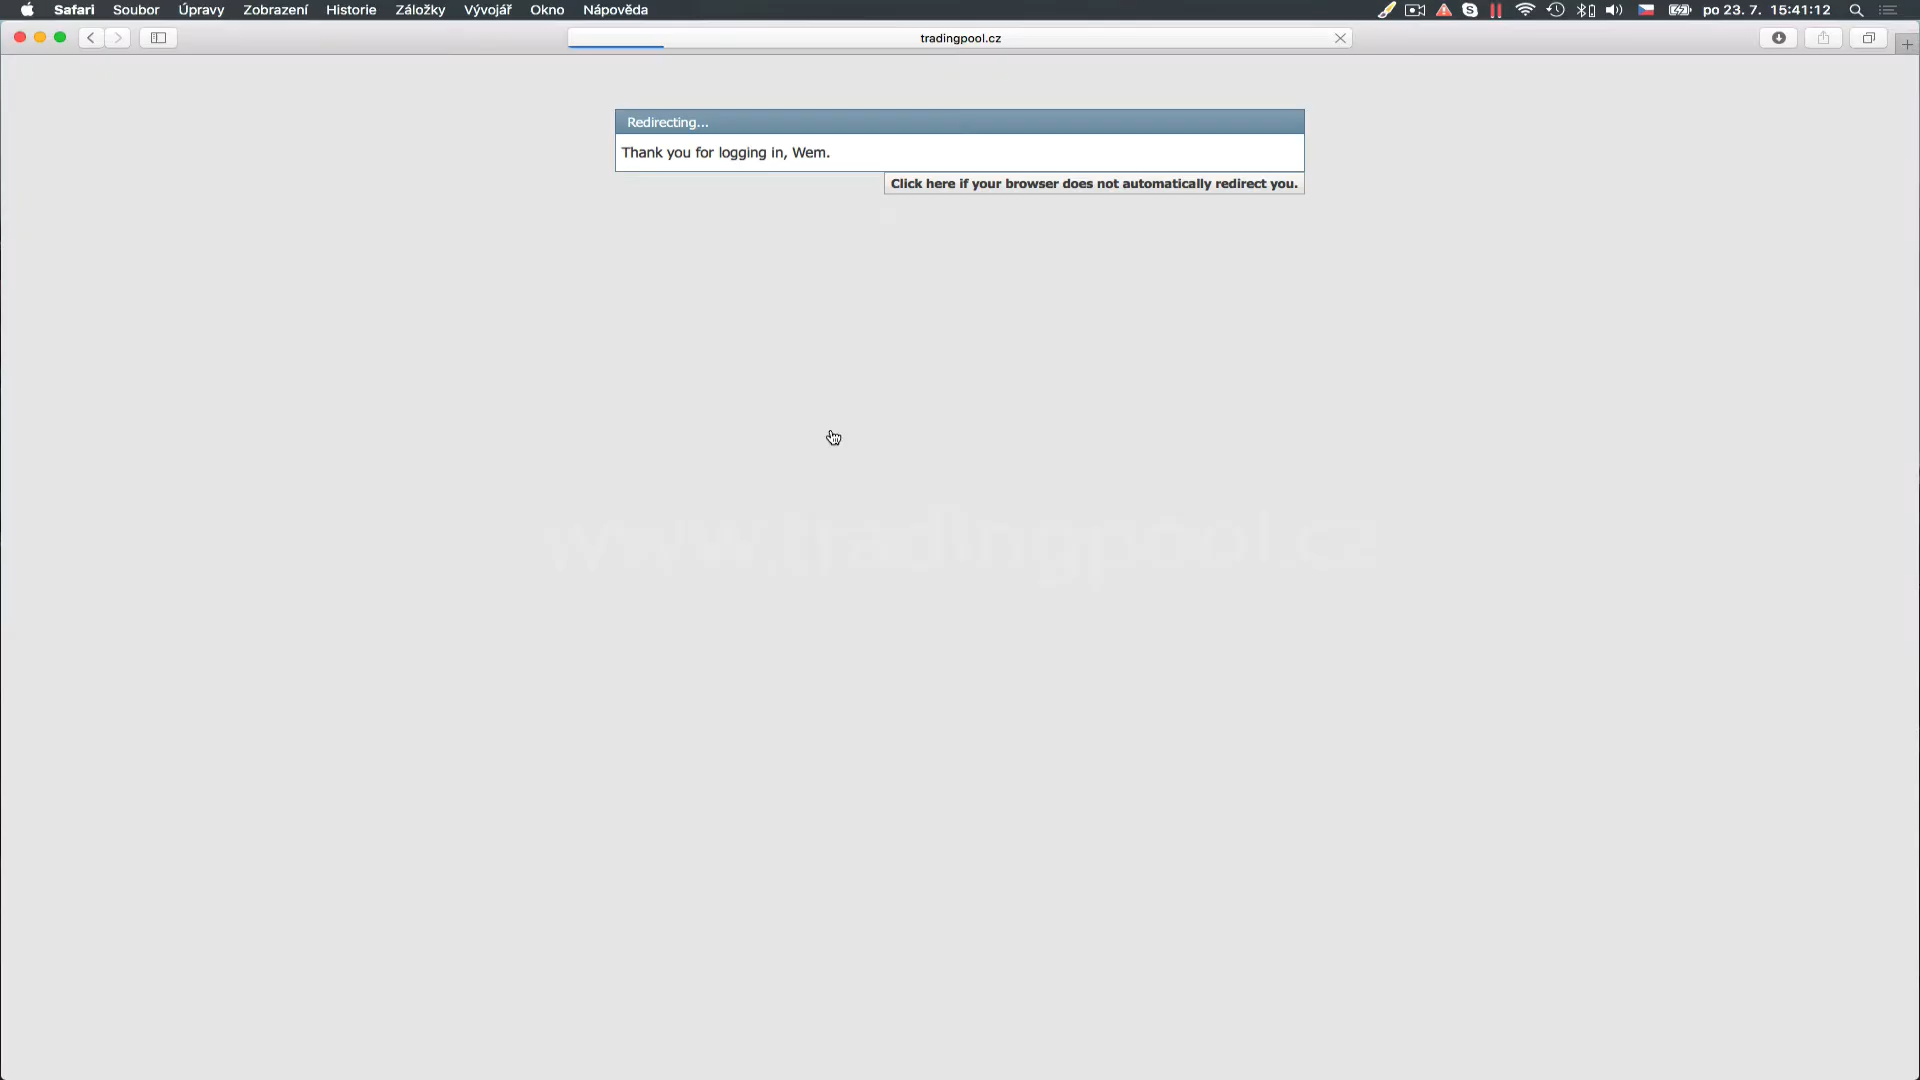 Safari Soubor Úpravy Zobrazení Historie Záložky Vývojář Okno Nápověda po 23. 7. 15:41:12
tradingpool.cz
Redirecting...
Thank you for logging in, Wem.
Click here if your browser does not automatically redirect you.
www.tradingpool.cz